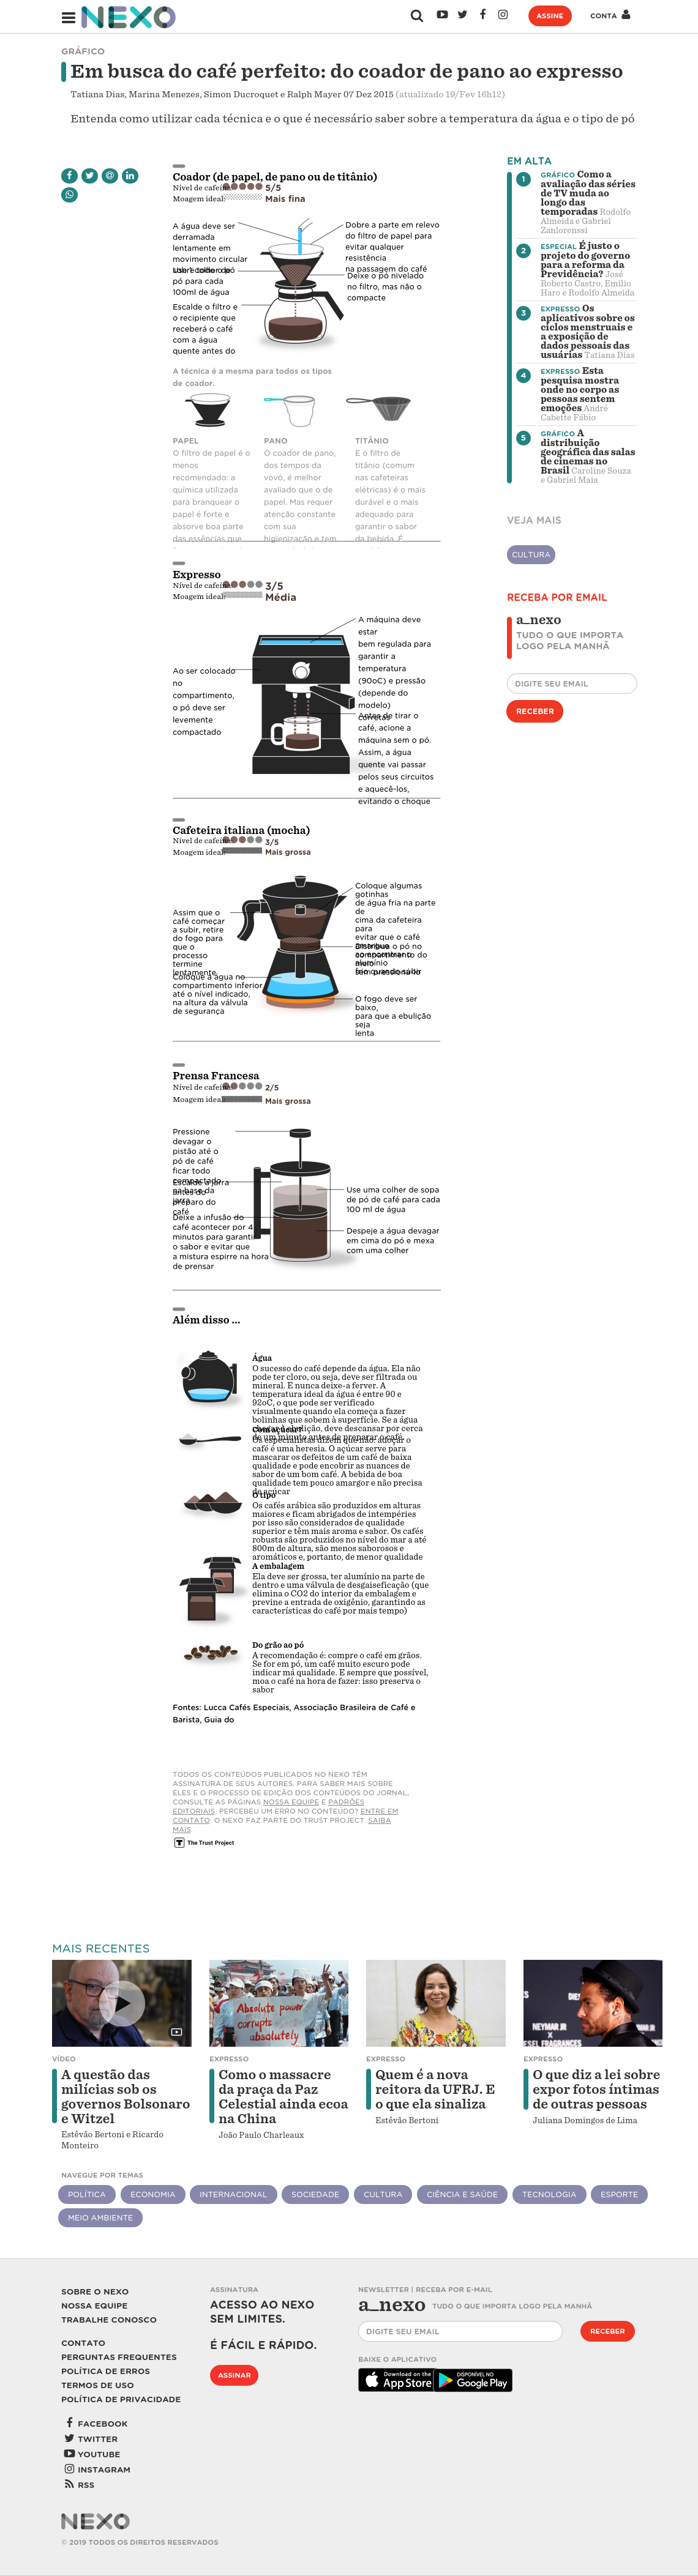 NEXO
ASSINE
CONTA
GRÁFICO
Em busca do café perfeito: do coador de pano ao expresso
Tatiana Dias, Marina Menezes, Simon Ducroquet e Ralph Mayer 07 Dez 2015 (atualizado 19/Fev 16h12)
Entenda como utilizar cada técnica e o que é necessário saber sobre a temperatura da água e o tipo de pó
Coador (de papel, de pano ou de titânio)
Nível de cafeína:
5/5
Moagem ideal:
Mais fina
A água deve ser
derramada
lentamente em
movimento circular
pó para cada
100ml de água
Escalde o filtro e
o recipiente que
receberá o café
com a água
quente antes do
Dobre a parte em relevo
do filtro de papel para
evitar qualquer
resistência
na passagem do café
Deixe o pó nivelado
no filtro, mas não o
compacte
A técnica é a mesma para todos os tipos
de coador.
PAPEL
O filtro de papel é o
menos
recomendado: a
química utilizada
para branquear o
papel é forte e
absorve boa parte
das essências que
PANO
O coador de pano,
dos tempos da
vovó, é melhor
avaliado que o de
papel. Mas requer
atenção constante
com sua
higienização e tem
TITÂNIO
E o filtro de
titânio (comum
nas cafeteiras
elétricas) é o mais
durável e o mais
adequado para
garantir o sabor
da bebida. É
Expresso
Nível de cafeína:
3/5
Moagem ideal:
Média
Ao ser colocado
no
compartimento,
o pó deve ser
levemente
compactado
A máquina deve
estar
bem regulada para
garantir a
temperatura
(90oC) e pressão
(depende do
modelo)
corretas
Antes de tirar o
café, acione a
máquina sem o pó.
Assim, a água
quente vai passar
pelos seus circuitos
e aquecê-los,
evitando o choque
Cafeteira italiana (mocha)
Nível de cafeína:
3/5
Moagem ideal:
Mais grossa
Assim que o
café começar
a subir, retire
do fogo para
que o
processo
termine
lentamente
Coloque a água no
compartimento inferior
até o nível indicado,
na altura da válvula
de segurança
Coloque algumas
gotinhas
de água fria na parte
de
cima da cafeteira
para
evitar que o café
Distribua o pó no
compartimento do
meio
sem pressioná-lo
O fogo deve ser
baixo,
para que a ebulição
seja
lenta
Prensa Francesa
Nível de cafeína:
2/5
Moagem ideal:
Mais grossa
Pressione
devagar o
pistão até o
pó de café
ficar todo
compactado
na base da
jarra
Escalde a jarra
antes do
preparo do
café
Deixe a infusão do
café acontecer por 4
minutos para garantir
o sabor e evitar que
a mistura espirre na hora
de prensar
Use uma colher de sopa
de pó de café para cada
100 ml de água
Despeje a água devagar
em cima do pó e mexa
com uma colher
Além disso ...
Água
O sucesso do café depende da água. Ela não
pode ter cloro, ou seja, deve ser filtrada ou
mineral. E nunca deixe-a ferver. A
temperatura ideal da água é entre 90 e
92oC, o que pode ser verificado
visualmente quando ela começa a fazer
bolinhas que sobem à superfície. Se a água
chegar à ebulição, deve descansar por cerca
de um minuto antes de preparar o café
Com açúcar?
Os especialistas dizem que não: adoçar o
café é uma heresia. O açúcar serve para
mascarar os defeitos de um café de baixa
qualidade e pode encobrir as nuances de
sabor de um bom café. A bebida de boa
qualidade tem pouco amargor e não precisa
de açúcar
O tipo
Os cafés arábica são produzidos em alturas
maiores e ficam abrigados de intempéries
por isso são considerados de qualidade
superior e têm mais aroma e sabor. Os cafés
robusta são produzidos no nível do mar a até
800m de altura, são menos saborosos e
aromáticos e, portanto, de menor qualidade
A embalagem
Ela deve ser grossa, ter alumínio na parte de
dentro e uma válvula de desgaseificação (que
elimina o CO2 do interior da embalagem e
previne a entrada de oxigênio, garantindo as
características do café por mais tempo)
Do grão ao pó
A recomendação é: compre o café em grãos.
Se for em pó, um café muito escuro pode
indicar má qualidade. E sempre que possível,
moa o café na hora de fazer: isso preserva o
sabor
Fontes: Lucca Cafés Especiais, Associação Brasileira de Café e
Barista, Guia do
TODOS OS CONTEÚDOS PUBLICADOS NO NEXO TÊM
ASSINATURA DE SEUS AUTORES. PARA SABER MAIS SOBRE
ELES E O PROCESSO DE EDIÇÃO DOS CONTEÚDOS DO JORNAL,
CONSULTE AS PÁGINAS NOSSA EQUIPE E PADRÕES
EDITORIAIS. PERCEBEU UM ERRO NO CONTEÚDO? ENTRE EM
CONTATO. O NEXO FAZ PARTE DO TRUST PROJECT. SAIBA
MAIS.
The Trust Project
EM ALTA
1 GRÁFICO Como a
avaliação das séries
de TV muda ao
longo das
temporadas Rodolfo
Almeida e Gabriel
Zanlorenssi
2 ESPECIAL É justo o
projeto do governo
para a reforma da
Previdência? José
Roberto Castro, Emilio
Haro e Rodolfo Almeida
3 EXPRESSO Os
aplicativos sobre os
ciclos menstruais e
a exposição de
dados pessoais das
usuárias Tatiana Dias
4 EXPRESSO Esta
pesquisa mostra
onde no corpo as
pessoas sentem
emoções André
Cabette Fábio
5 GRÁFICO A
distribuição
geográfica das salas
de cinemas no
Brasil Caroline Souza
e Gabriel Maia
VEJA MAIS
CULTURA
RECEBA POR EMAIL
a_nexo
TUDO O QUE IMPORTA
LOGO PELA MANHÃ
DIGITE SEU EMAIL
RECEBER
MAIS RECENTES
Absolute power
corrupts
absolutely
NEYMAR JR
X
DIESEL FRAGRANCES
VÍDEO
A questão das
milícias sob os
governos Bolsonaro
e Witzel
Estêvão Bertoni e Ricardo
Monteiro
EXPRESSO
Como o massacre
da praça da Paz
Celestial ainda ecoa
na China
João Paulo Charleaux
EXPRESSO
Quem é a nova
reitora da UFRJ. E
o que ela sinaliza
Estêvão Bertoni
EXPRESSO
O que diz a lei sobre
expor fotos íntimas
de outras pessoas
Juliana Domingos de Lima
NAVEGUE POR TEMAS
POLÍTICA
ECONOMIA
INTERNACIONAL
SOCIEDADE
CULTURA
CIÊNCIA E SAÚDE
TECNOLOGIA
ESPORTE
MEIO AMBIENTE
SOBRE O NEXO
NOSSA EQUIPE
TRABALHE CONOSCO
CONTATO
PERGUNTAS FREQUENTES
POLÍTICA DE ERROS
TERMOS DE USO
POLÍTICA DE PRIVACIDADE
FACEBOOK
TWITTER
YOUTUBE
INSTAGRAM
RSS
ASSINATURA
ACESSO AO NEXO
SEM LIMITES.
É FÁCIL E RÁPIDO.
ASSINAR
NEWSLETTER | RECEBA POR E-MAIL
a_nexo TUDO O QUE IMPORTA LOGO PELA MANHÃ
DIGITE SEU EMAIL
RECEBER
BAIXE O APLICATIVO
Download on the
App Store
DISPONÍVEL NO
Google Play
NEXO
© 2019 TODOS OS DIREITOS RESERVADOS